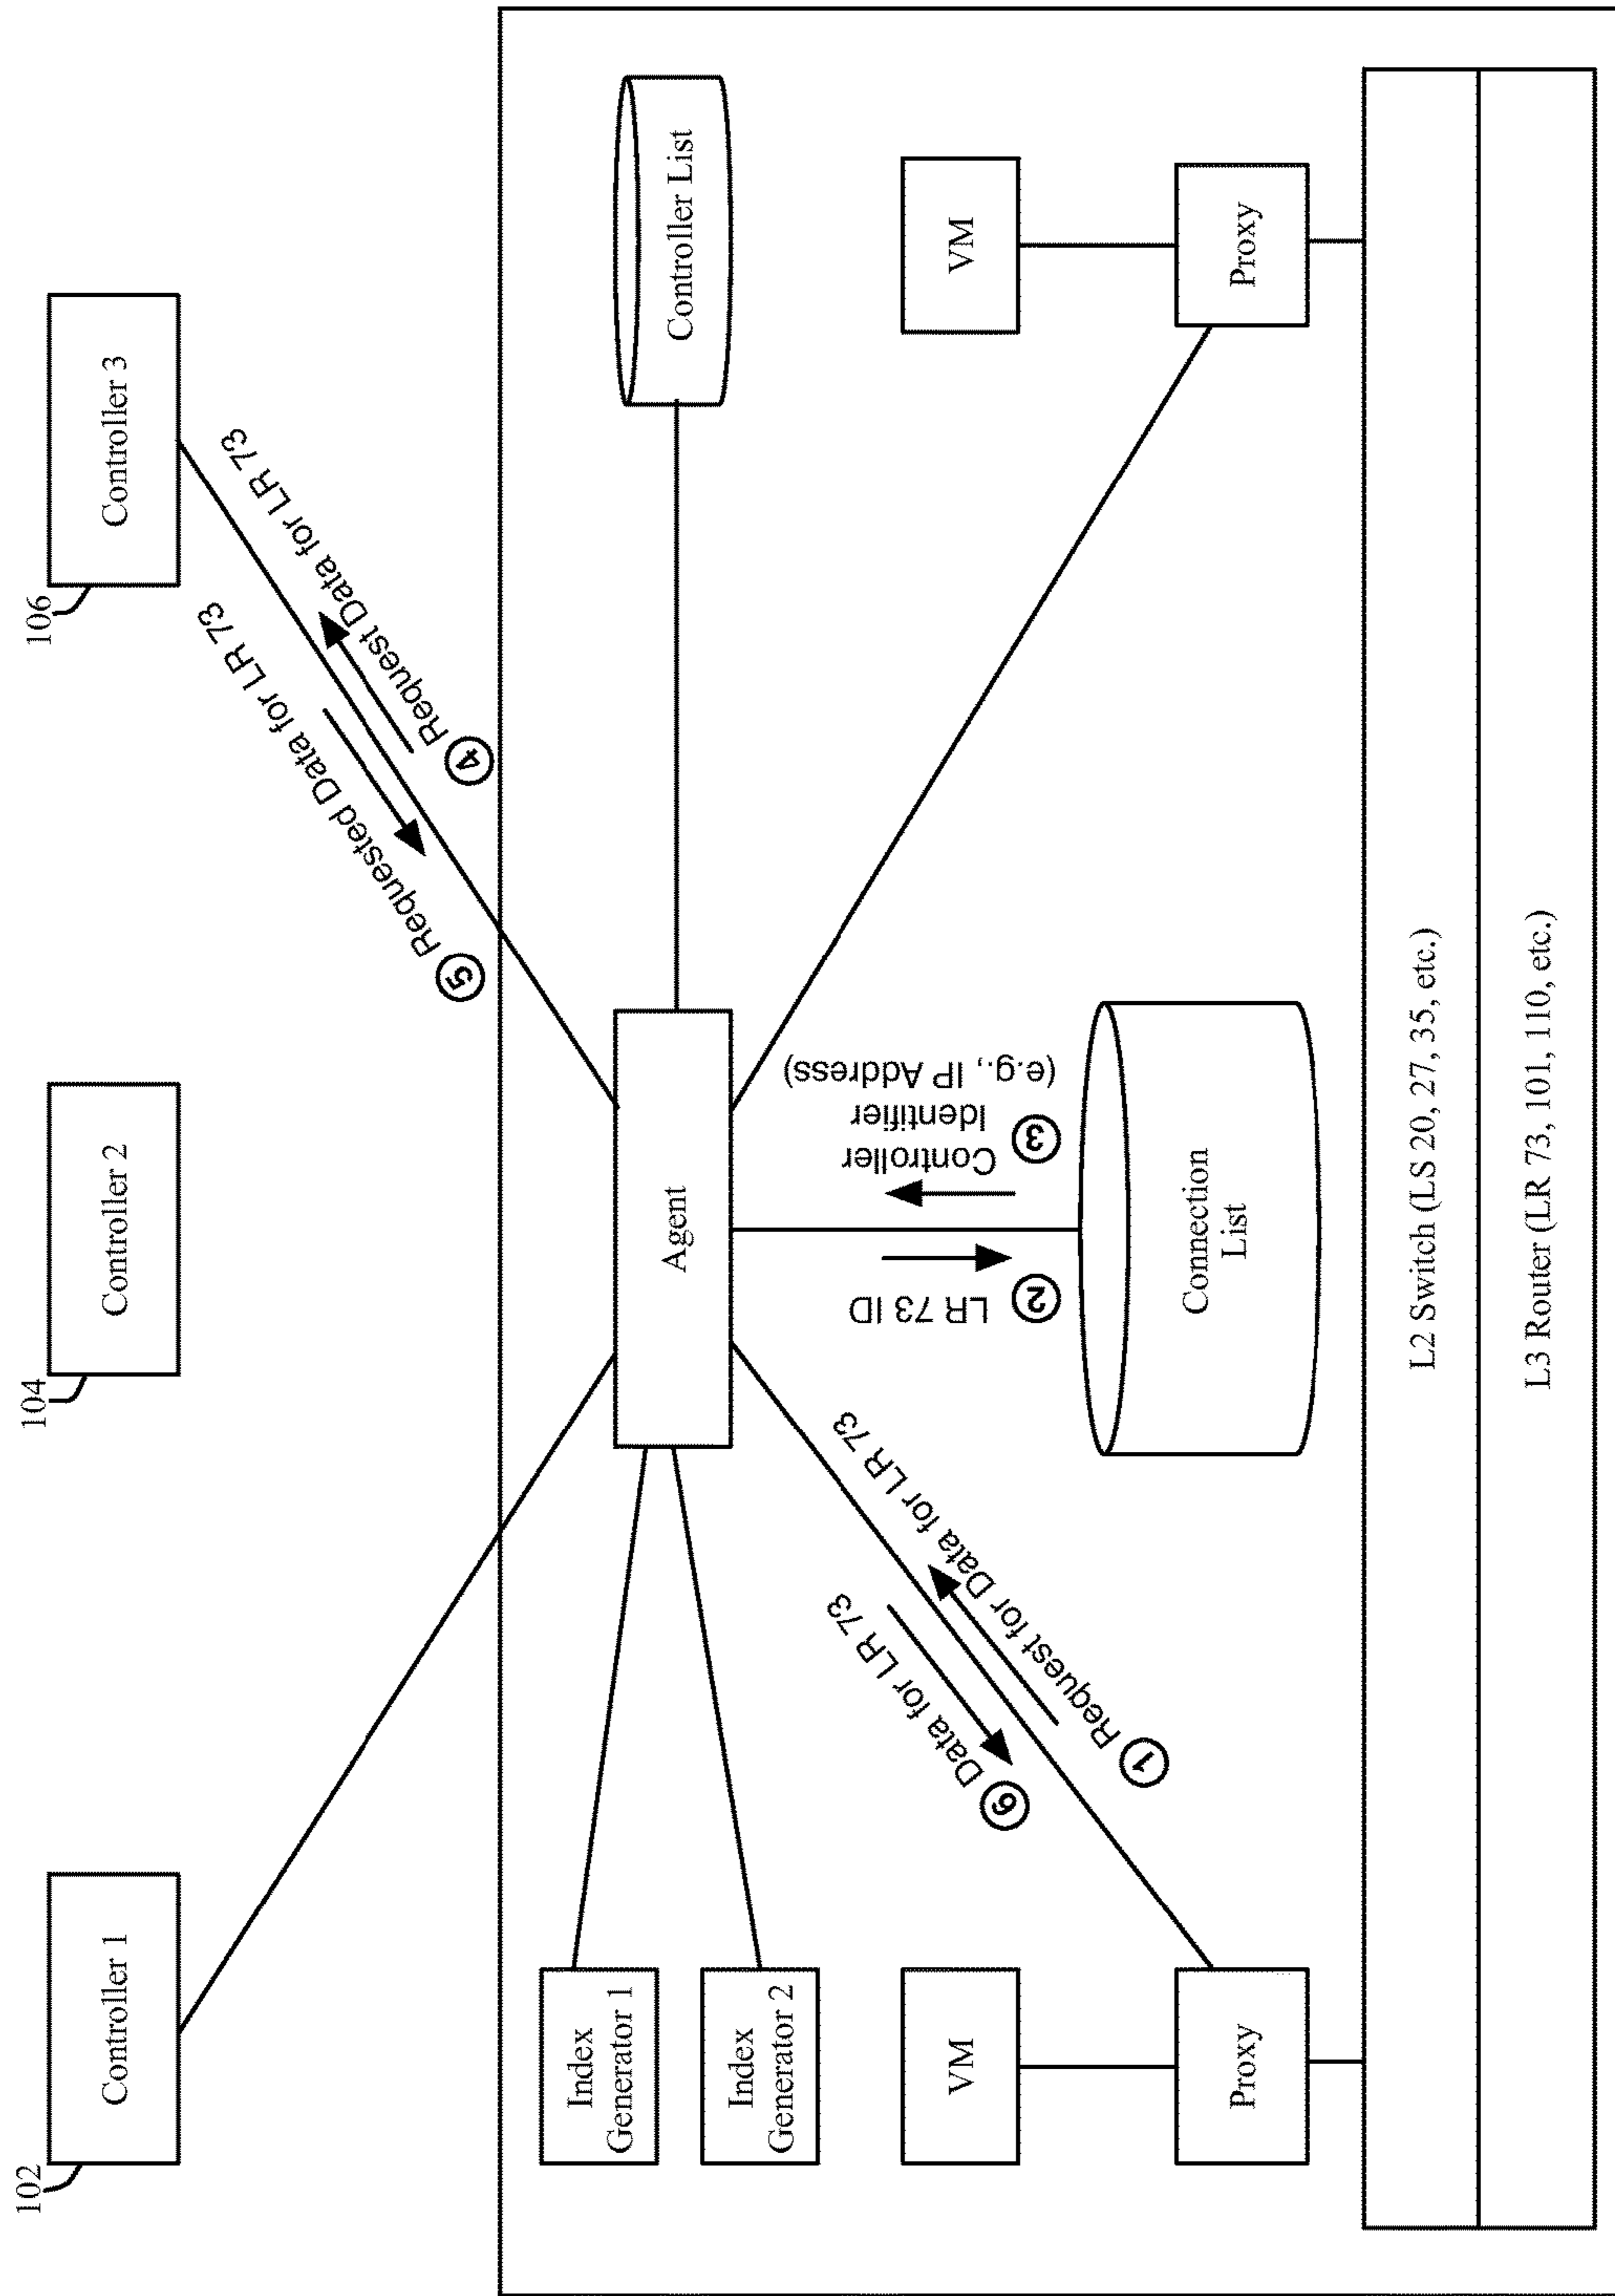 102
Controller 1
104
Controller 2
106
Controller 3
④ Request Data for LR 73
⑤ Requested Data for LR 73
Index
Generator 1
Index
Generator 2
Agent
Controller List
② LR 73 ID
③ Controller
Identifier
(e.g., IP Address)
① Request for Data for LR 73
⑥ Data for LR 73
VM
VM
Proxy
Connection
List
Proxy
L2 Switch (LS 20, 27, 35, etc.)
L3 Router (LR 73, 101, 110, etc.)